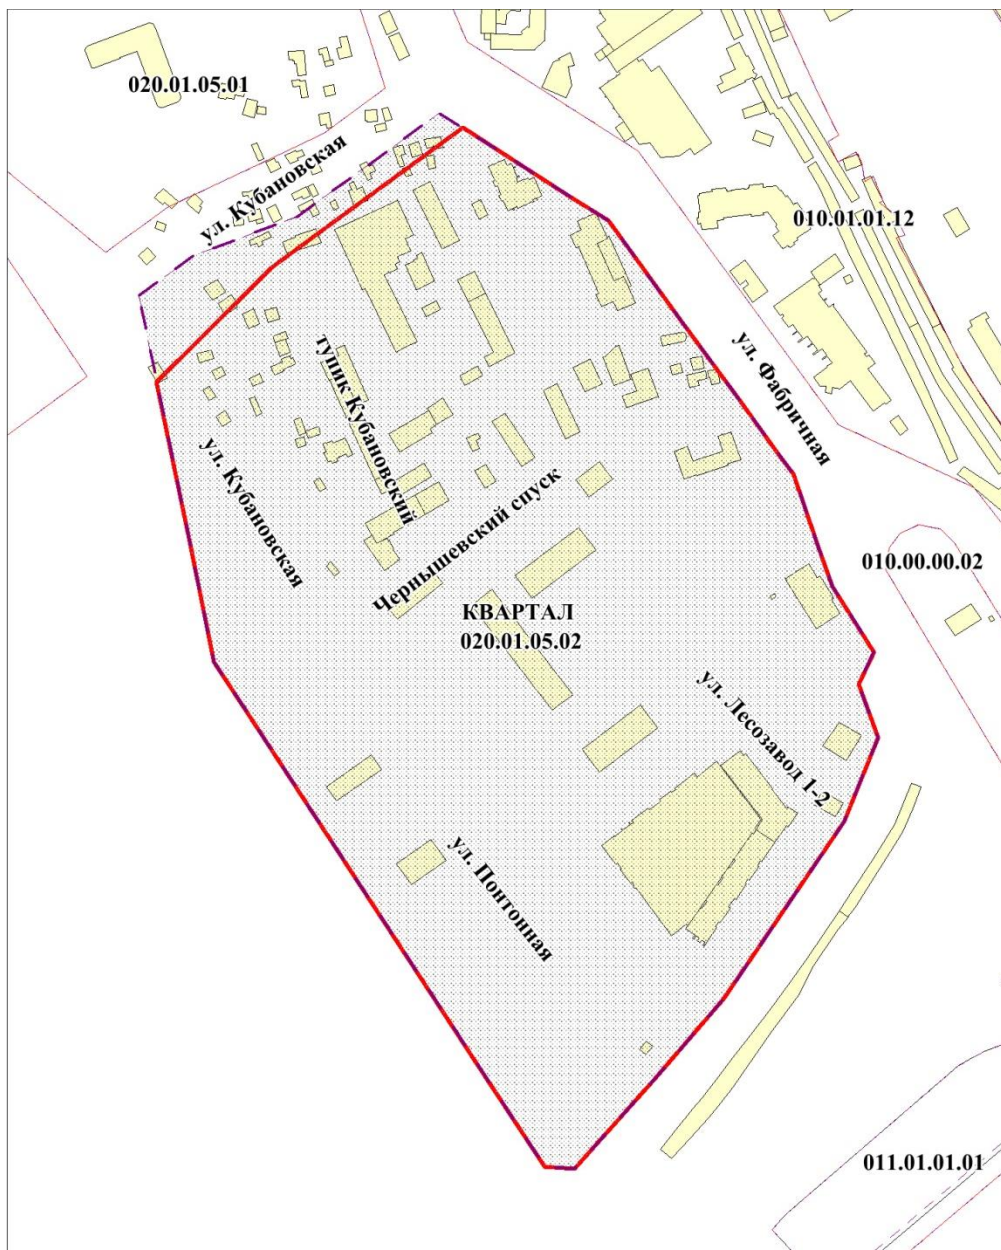 020.01.05.01
ул. Кубановская
010.01.01.12
ул. Фабричная
тупик Кубановский
ул. Кубановская
Чернышевский спуск
010.00.00.02
КВАРТАЛ
020.01.05.02
ул. Лесозавод 1-2
ул. Понтонная
011.01.01.01